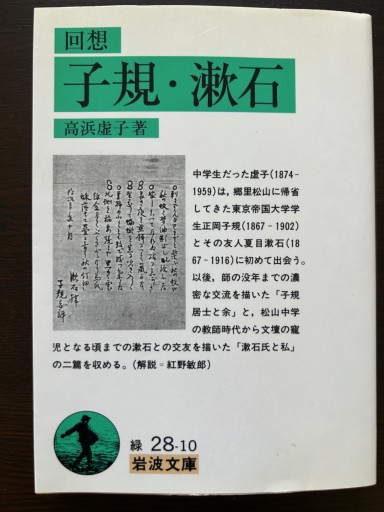 回想
子規・漱石
高浜虚子著
中学生だった虚子(1874-
1959)は,郷里松山に帰省
してきた東京帝国大学学
生正岡子規(1867-1902)
とその友人夏目漱石(18
67-1916)に初めて出会う。
以後,師の没年までの濃
密な交流を描いた「子規
居士と余」と,松山中学
の教師時代から文壇の寵
児となる頃までの漱石との交友を描いた「漱石氏と私」
の二篇を収める。(解説=紅野敏郎)
緑 28-10
岩波文庫